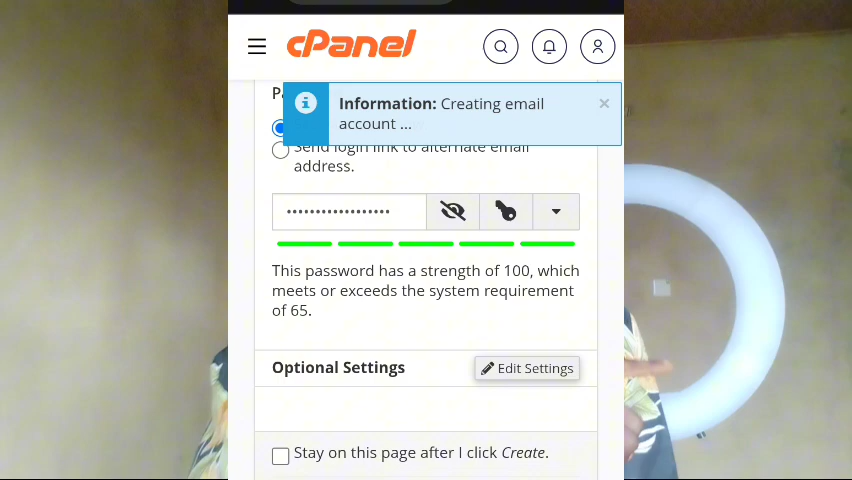 cPanel
Information: Creating email
account ...
Send login link to alternate email
address.
••••••••••••••••••
This password has a strength of 100, which
meets or exceeds the system requirement
of 65.
Optional Settings
Edit Settings
Stay on this page after I click Create.